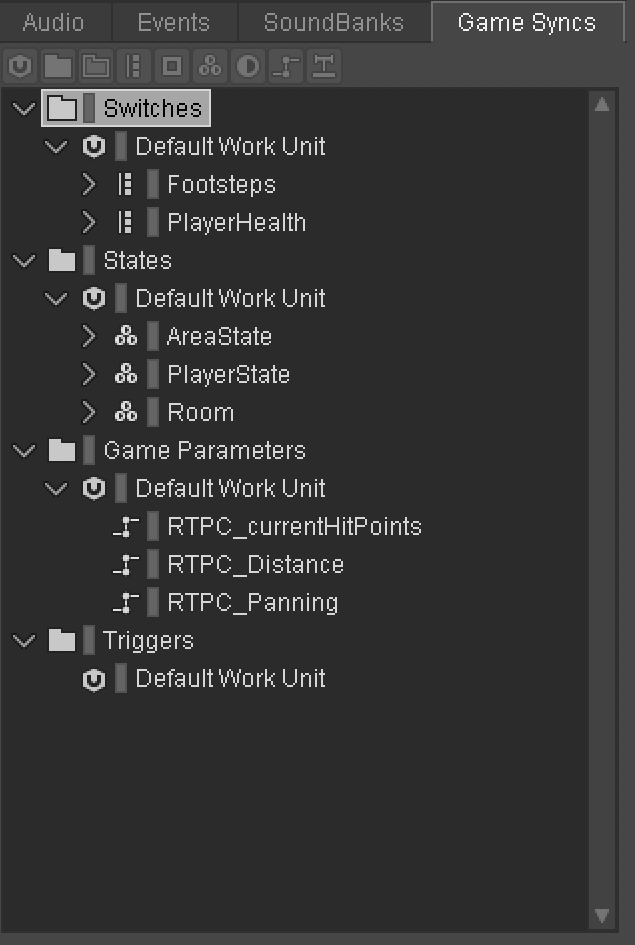 Audio Events SoundBanks Game Syncs
Switches
Default Work Unit
Footsteps
PlayerHealth
States
Default Work Unit
AreaState
PlayerState
Room
Game Parameters
Default Work Unit
RTPC_currentHitPoints
RTPC_Distance
RTPC_Panning
Triggers
Default Work Unit